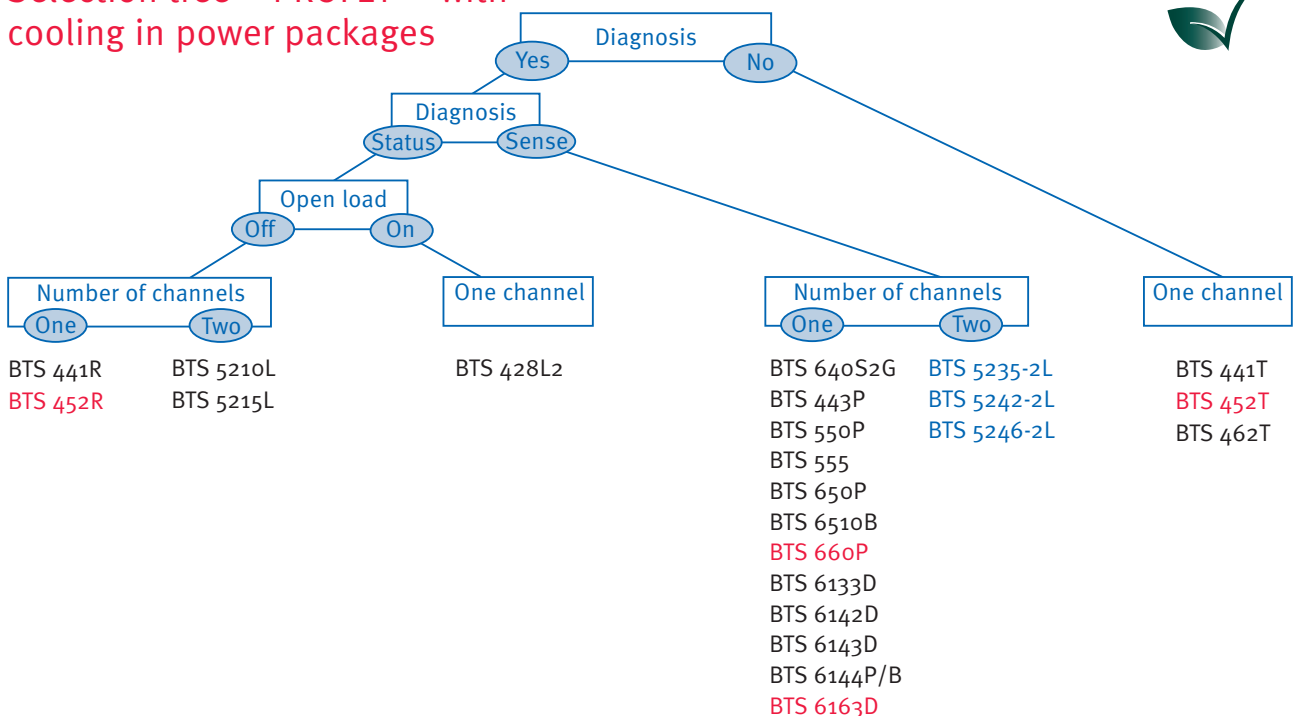 cooling in power packages
Diagnosis
Yes
No
Diagnosis
Status
Sense
Open load
Off
On
Number of channels
One
Two
One channel
Number of channels
One
Two
One channel
BTS 441R
BTS 452R
BTS 5210L
BTS 5215L
BTS 428L2
BTS 640S2G
BTS 443P
BTS 550P
BTS 555
BTS 650P
BTS 6510B
BTS 660P
BTS 6133D
BTS 6142D
BTS 6143D
BTS 6144P/B
BTS 6163D
BTS 5235-2L
BTS 5242-2L
BTS 5246-2L
BTS 441T
BTS 452T
BTS 462T